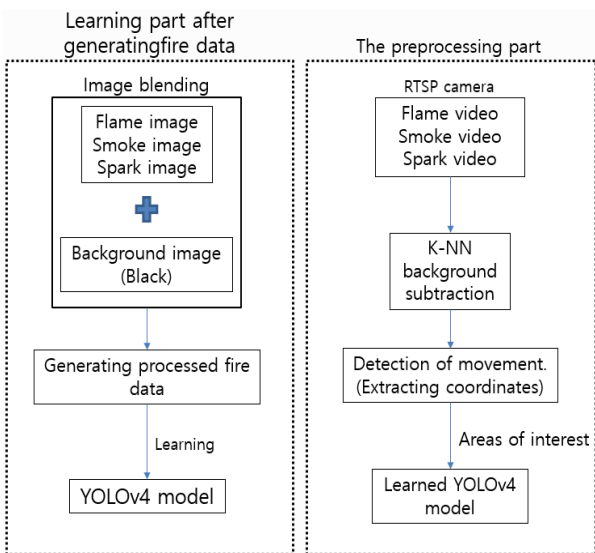 Learning part after
generatingfire data
Image blending
Flame image
Smoke image
Spark image
Background image
(Black)
Generating processed fire
data
Learning
YOLOv4 model
The preprocessing part
RTSP camera
Flame video
Smoke video
Spark video
K-NN
background
subtraction
Detection of movement.
(Extracting coordinates)
Areas of interest
Learned YOLOv4
model